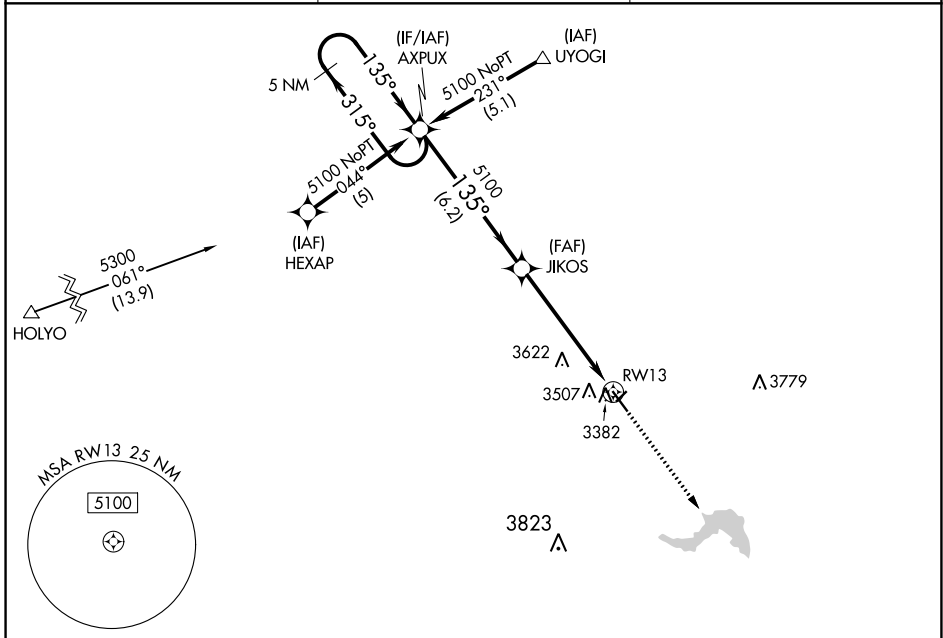 (IF/IAF)
AXPUX
(IAF)
UYOGI
5 NM
135°
315°
5100 NoPT
231°
(5.1)
5100 NoPT
044°
(5)
5100
135°
(6.2)
(IAF)
HEXAP
(FAF)
JIKOS
5300
061°
(13.9)
HOLYO
3622
RW13
3507
3779
3382
MSA RW13 25 NM
5100
3823